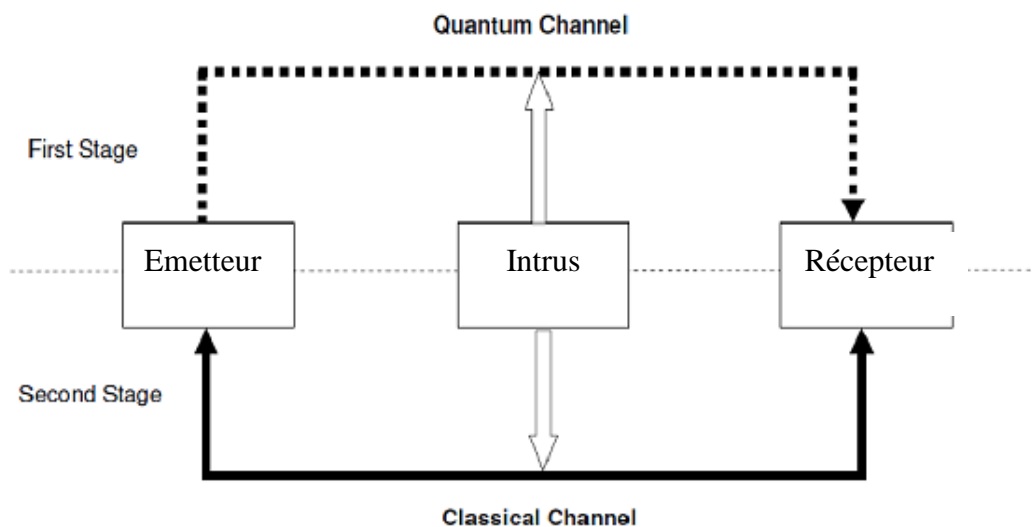 Quantum Channel
First Stage
Emetteur
Intrus
Récepteur
Second Stage
Classical Channel